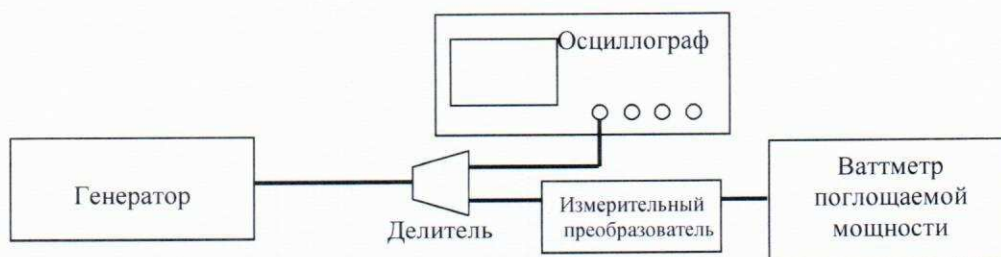 Осциллограф
Генератор
Делитель
Измерительный
преобразователь
Ваттметр
поглощаемой
мощности